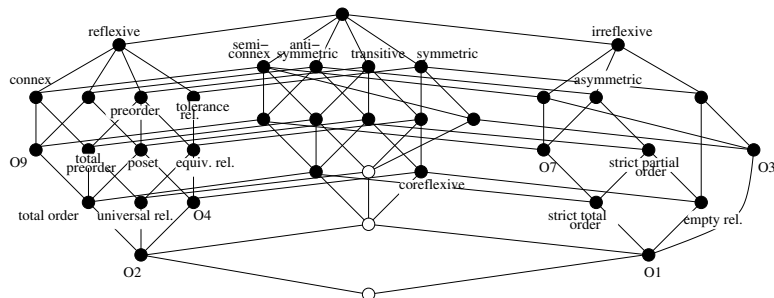 reflexive
irreflexive
semi-
connex
anti-
symmetric
transitive
symmetric
connex
preorder
tolerance
rel.
asymmetric
O9
total
preorder
poset
equiv. rel.
O7
strict partial
order
O3
coreflexive
total order
universal rel.
O4
strict total
order
empty rel.
O2
O1